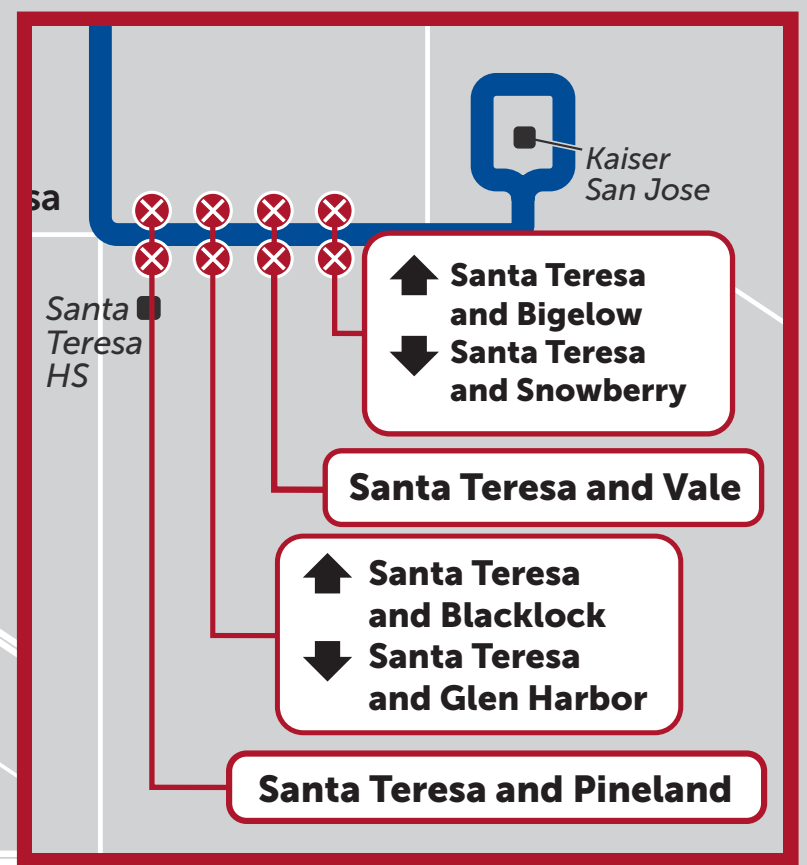 Kaiser
San Jose
sa
Santa
Teresa
HS
Santa Teresa
and Bigelow
Santa Teresa
and Snowberry
Santa Teresa and Vale
Santa Teresa
and Blacklock
Santa Teresa
and Glen Harbor
Santa Teresa and Pineland